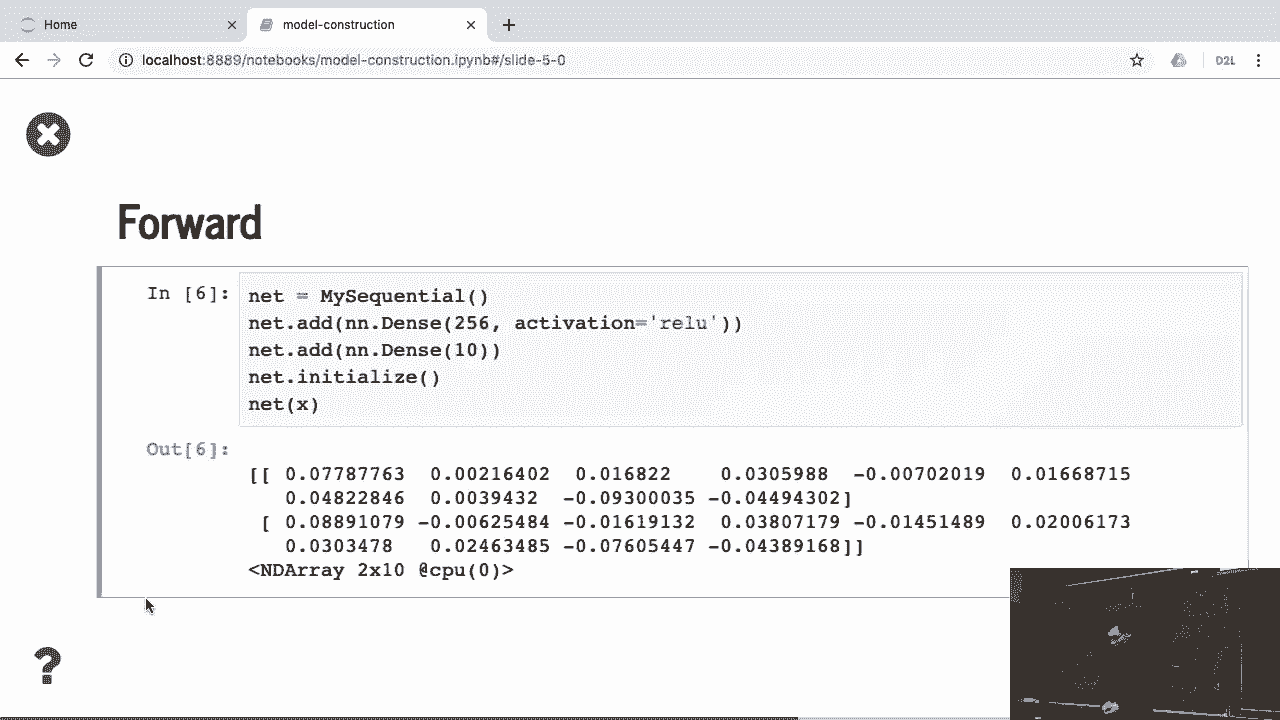 Home
model-construction
localhost:8889/notebooks/model-construction.ipynb#/slide-5-0
D2L
Forward
In [6]:
net = MySequential()
net.add(nn.Dense(256, activation='relu'))
net.add(nn.Dense(10))
net.initialize()
net(x)
Out[6]:
[[ 0.07787763 0.00216402 0.016822 0.0305988 -0.00702019 0.01668715
0.04822846 0.0039432 -0.09300035 -0.04494302]
[ 0.08891079 -0.00625484 -0.01619132 0.03807179 -0.01451489 0.02006173
0.0303478 0.02463485 -0.07605447 -0.04389168]]
<NDArray 2x10 @cpu(0)>
?